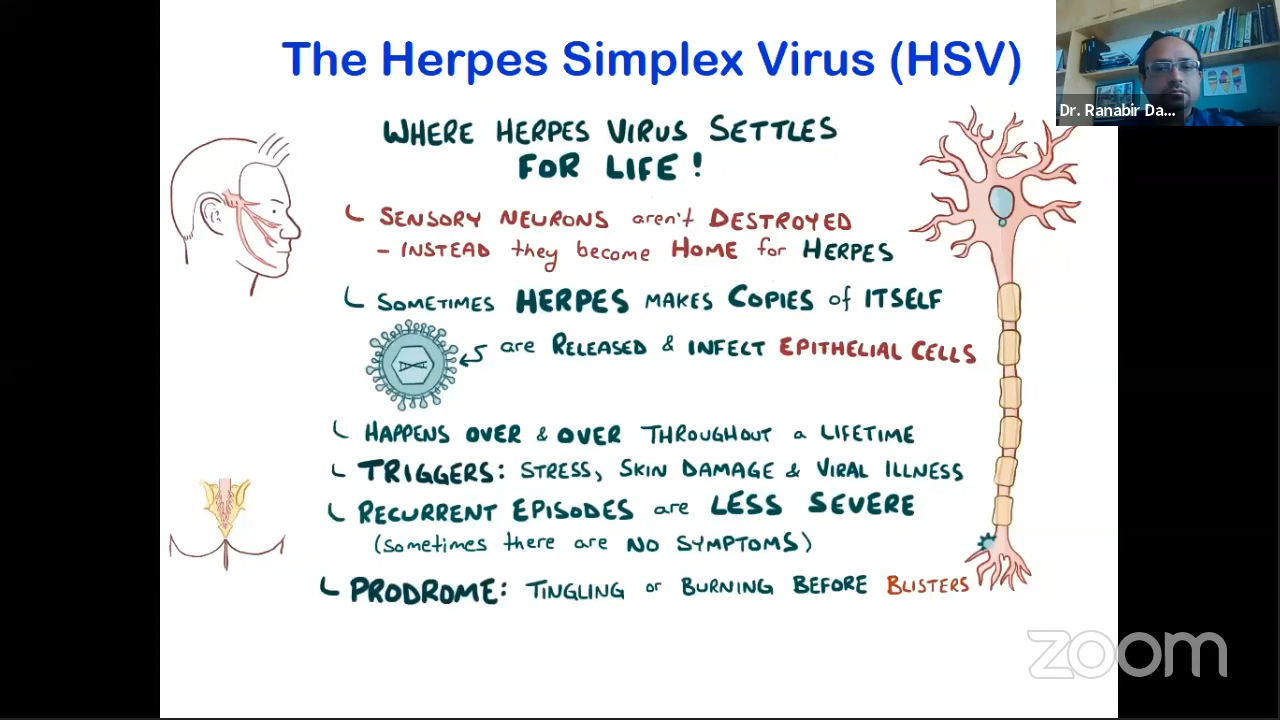 The Herpes Simplex Virus (HSV)
Dr. Ranabir Da...
WHERE HERPES VIRUS SETTLES
FOR LIFE!
SENSORY NEURONS aren't DESTROYED
- INSTEAD they become HOME for HERPES
SOMETIMES HERPES MAKES COPIES of ITSELF
are RELEASED & INFECT EPITHELIAL CELLS
HAPPENS OVER & OVER THROUGHOUT a LIFETIME
TRIGGERS: STRESS, SKIN DAMAGE & VIRAL ILLNESS
RECURRENT EPISODES are LESS SEVERE
(sometimes there are NO SYMPTOMS)
PRODROME: TINGLING or BURNING BEFORE BLISTERS
zoom